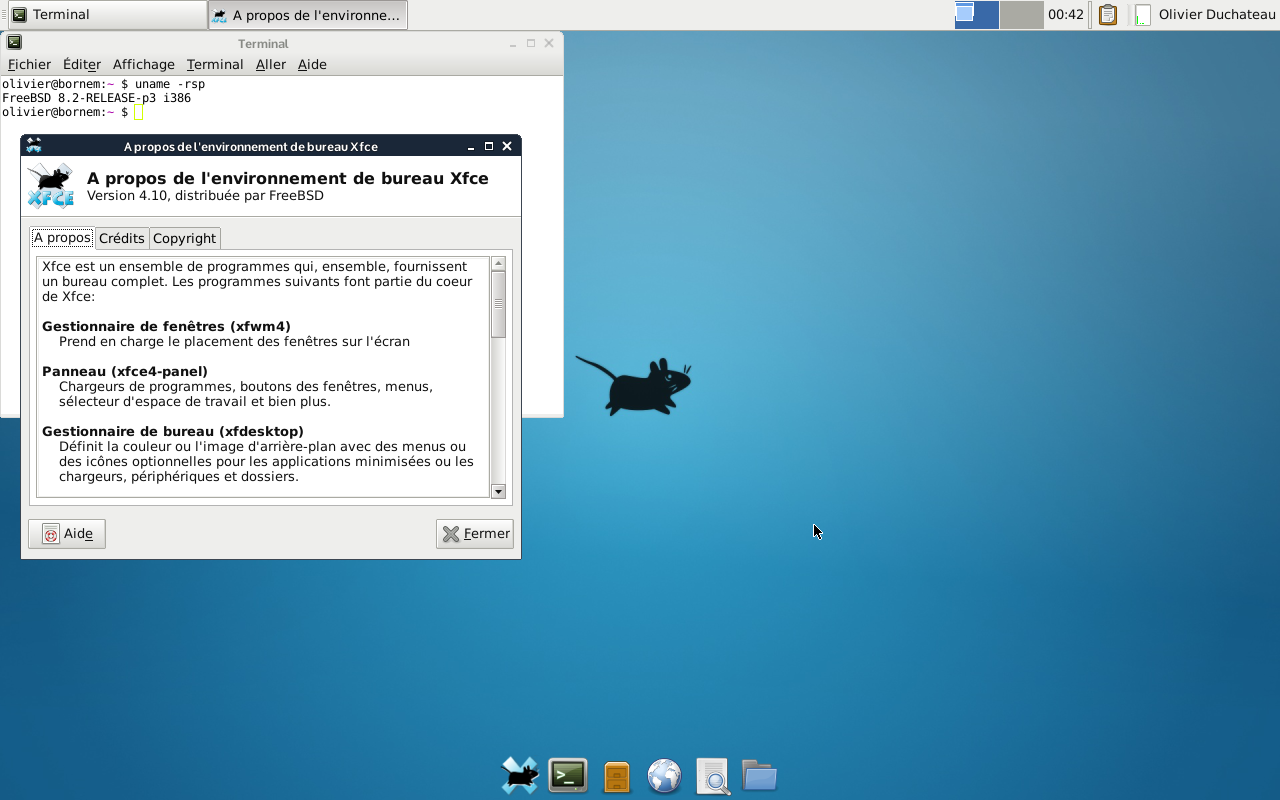 Terminal
A propos de l'environne...
00:42
Olivier Duchateau
Terminal
Fichier Éditer Affichage Terminal Aller Aide
olivier@bornem:~ $ uname -rsp
FreeBSD 8.2-RELEASE-p3 i386
olivier@bornem:~ $
A propos de l'environnement de bureau Xfce
XFCE
A propos de l'environnement de bureau Xfce
Version 4.10, distribuée par FreeBSD
A propos Crédits Copyright
Xfce est un ensemble de programmes qui, ensemble, fournissent
un bureau complet. Les programmes suivants font partie du coeur
de Xfce:
Gestionnaire de fenêtres (xfwm4)
Prend en charge le placement des fenêtres sur l'écran
Panneau (xfce4-panel)
Chargeurs de programmes, boutons des fenêtres, menus,
sélecteur d'espace de travail et bien plus.
Gestionnaire de bureau (xfdesktop)
Définit la couleur ou l'image d'arrière-plan avec des menus ou
des icônes optionnelles pour les applications minimisées ou les
chargeurs, périphériques et dossiers.
Aide
Fermer